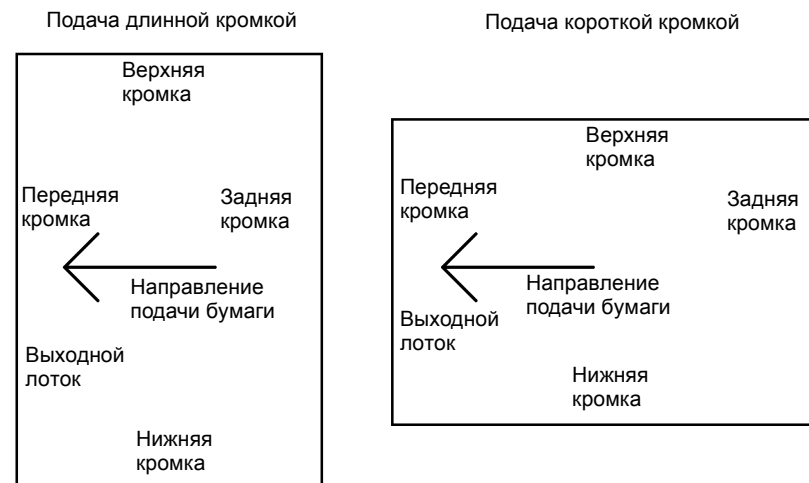 Подача длинной кромкой
Верхняя
кромка
Передняя
кромка
Задняя
кромка
Направление
подачи бумаги
Выходной
лоток
Нижняя
кромка
Подача короткой кромкой
Верхняя
кромка
Передняя
кромка
Задняя
кромка
Направление
подачи бумаги
Выходной
лоток
Нижняя
кромка